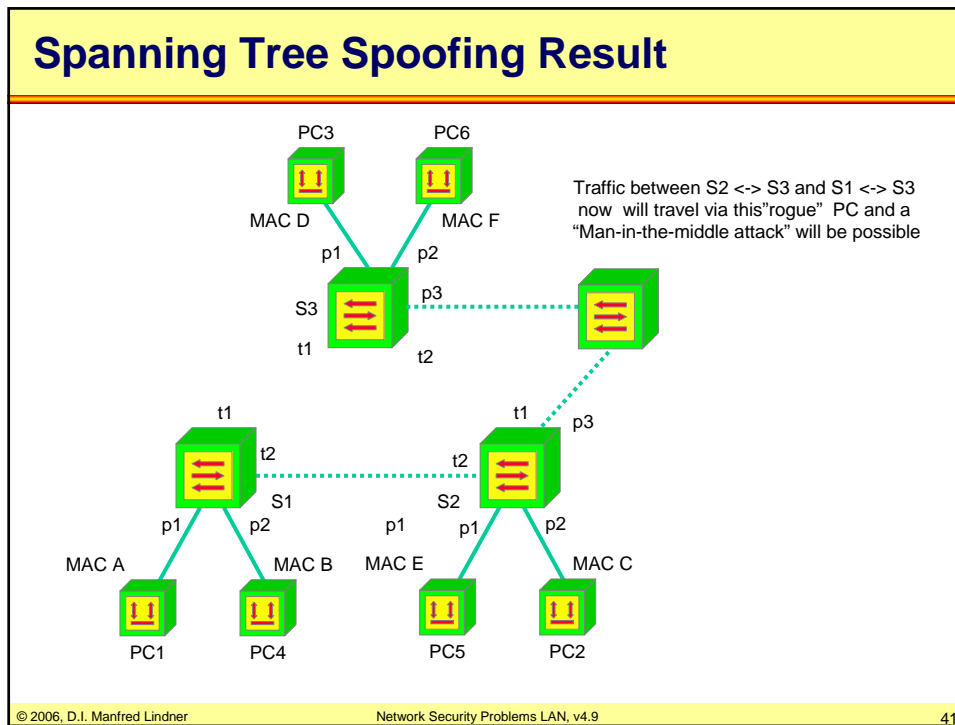 Spanning Tree Spoofing Result
PC3
PC6
Traffic between S2 <-> S3 and S1 <-> S3
now will travel via this"rogue" PC and a
"Man-in-the-middle attack" will be possible
MAC D
MAC F
p1
p2
p3
S3
t1
t2
t1
t1
p3
t2
t2
S1
S2
p1
p2
p1
p1
p2
MAC A
MAC B
MAC E
MAC C
PC1
PC4
PC5
PC2
© 2006, D.I. Manfred Lindner
Network Security Problems LAN, v4.9
41